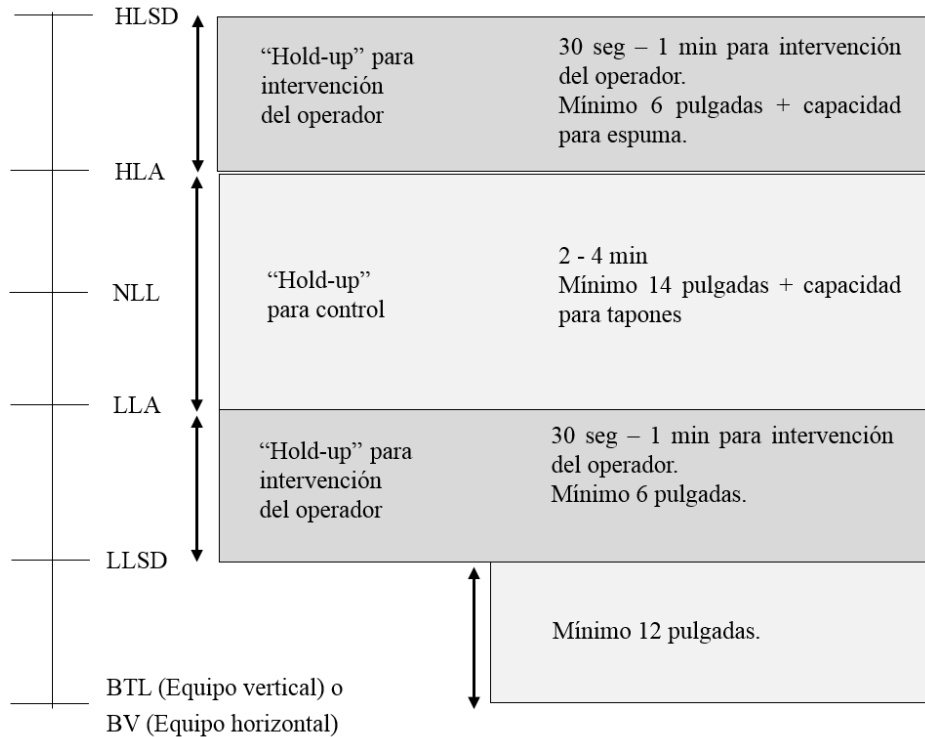 HLSD
“Hold-up” para
intervención
del operador
30 seg – 1 min para intervención
del operador.
Mínimo 6 pulgadas + capacidad
para espuma.
HLA
NLL
“Hold-up”
para control
2 - 4 min
Mínimo 14 pulgadas + capacidad
para tapones
LLA
“Hold-up” para
intervención
del operador
30 seg – 1 min para intervención
del operador.
Mínimo 6 pulgadas.
LLSD
Mínimo 12 pulgadas.
BTL (Equipo vertical) o
BV (Equipo horizontal)